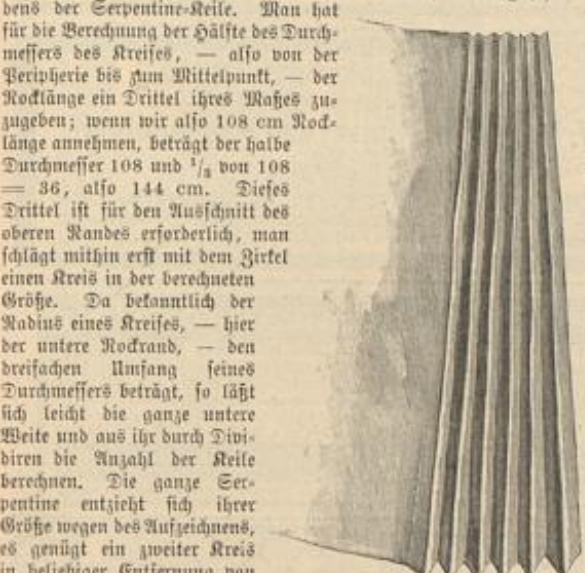 dens der Serpentine-Keile. Man hat
für die Berechnung der Hälfte des Durch-
messers des Kreises, — also von der
Peripherie bis zum Mittelpunkt, — der
Rocklänge ein Drittel ihres Maßes zu-
zugeben; wenn wir also 108 cm Rock-
länge annehmen, beträgt der halbe
Durchmesser 108 und 1/3 von 108
= 36, also 144 cm. Dieses
Drittel ist für den Ausschnitt des
oberen Randes erforderlich, man
schlägt mithin erst mit dem Zirkel
einen Kreis in der berechneten
Größe. Da bekanntlich der
Radius eines Kreises, — hier
der untere Rockrand, — den
dreifachen Umfang seines
Durchmessers beträgt, so läßt
sich leicht die ganze untere
Weite und aus ihr durch Divi-
diren die Anzahl der Keile
berechnen. Die ganze Ser-
pentine entzieht sich ihrer
Größe wegen des Aufzeichnens,
es genügt ein zweiter Kreis
in beliebiger Entfernung von